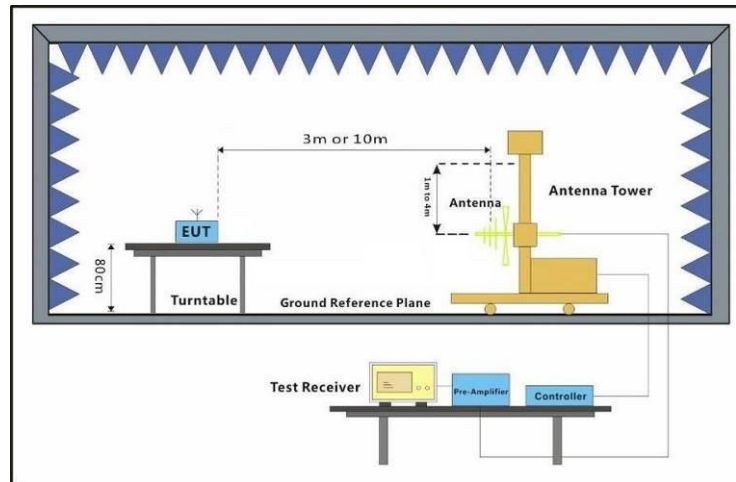 3m or 10m
1m to 4m
Antenna
Antenna Tower
EUT
80cm
Turntable
Ground Reference Plane
Test Receiver
Pre-Amplifier
Controller